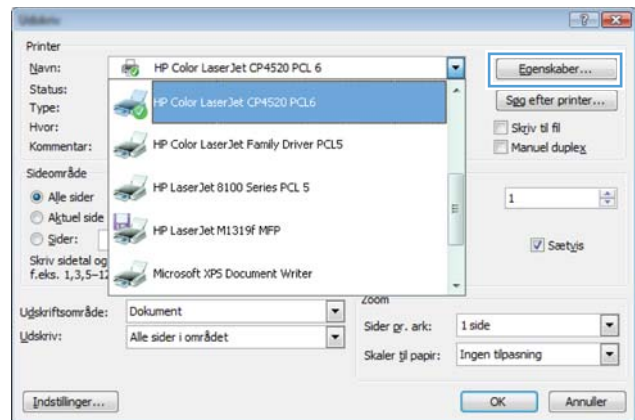 Udskriv
Printer
Navn: HP Color LaserJet CP4520 PCL 6
Egenskaber...
Status:
HP Color LaserJet CP4520 PCL6
Søg efter printer...
Type:
Hvor:
Skriv til fil
Kommentar:
HP Color LaserJet Family Driver PCL5
Manuel duplex
Sideområde
Alle sider
HP LaserJet 8100 Series PCL 5
1
Aktuel side
Sider:
HP LaserJet M1319f MFP
Sætvis
Skriv sidetal og
f.eks. 1,3,5–12
Microsoft XPS Document Writer
Udskriftsområde: Dokument
Zoom
Sider pr. ark: 1 side
Udskriv: Alle sider i området
Skaler til papir: Ingen tilpasning
Indstillinger...
OK
Annuller